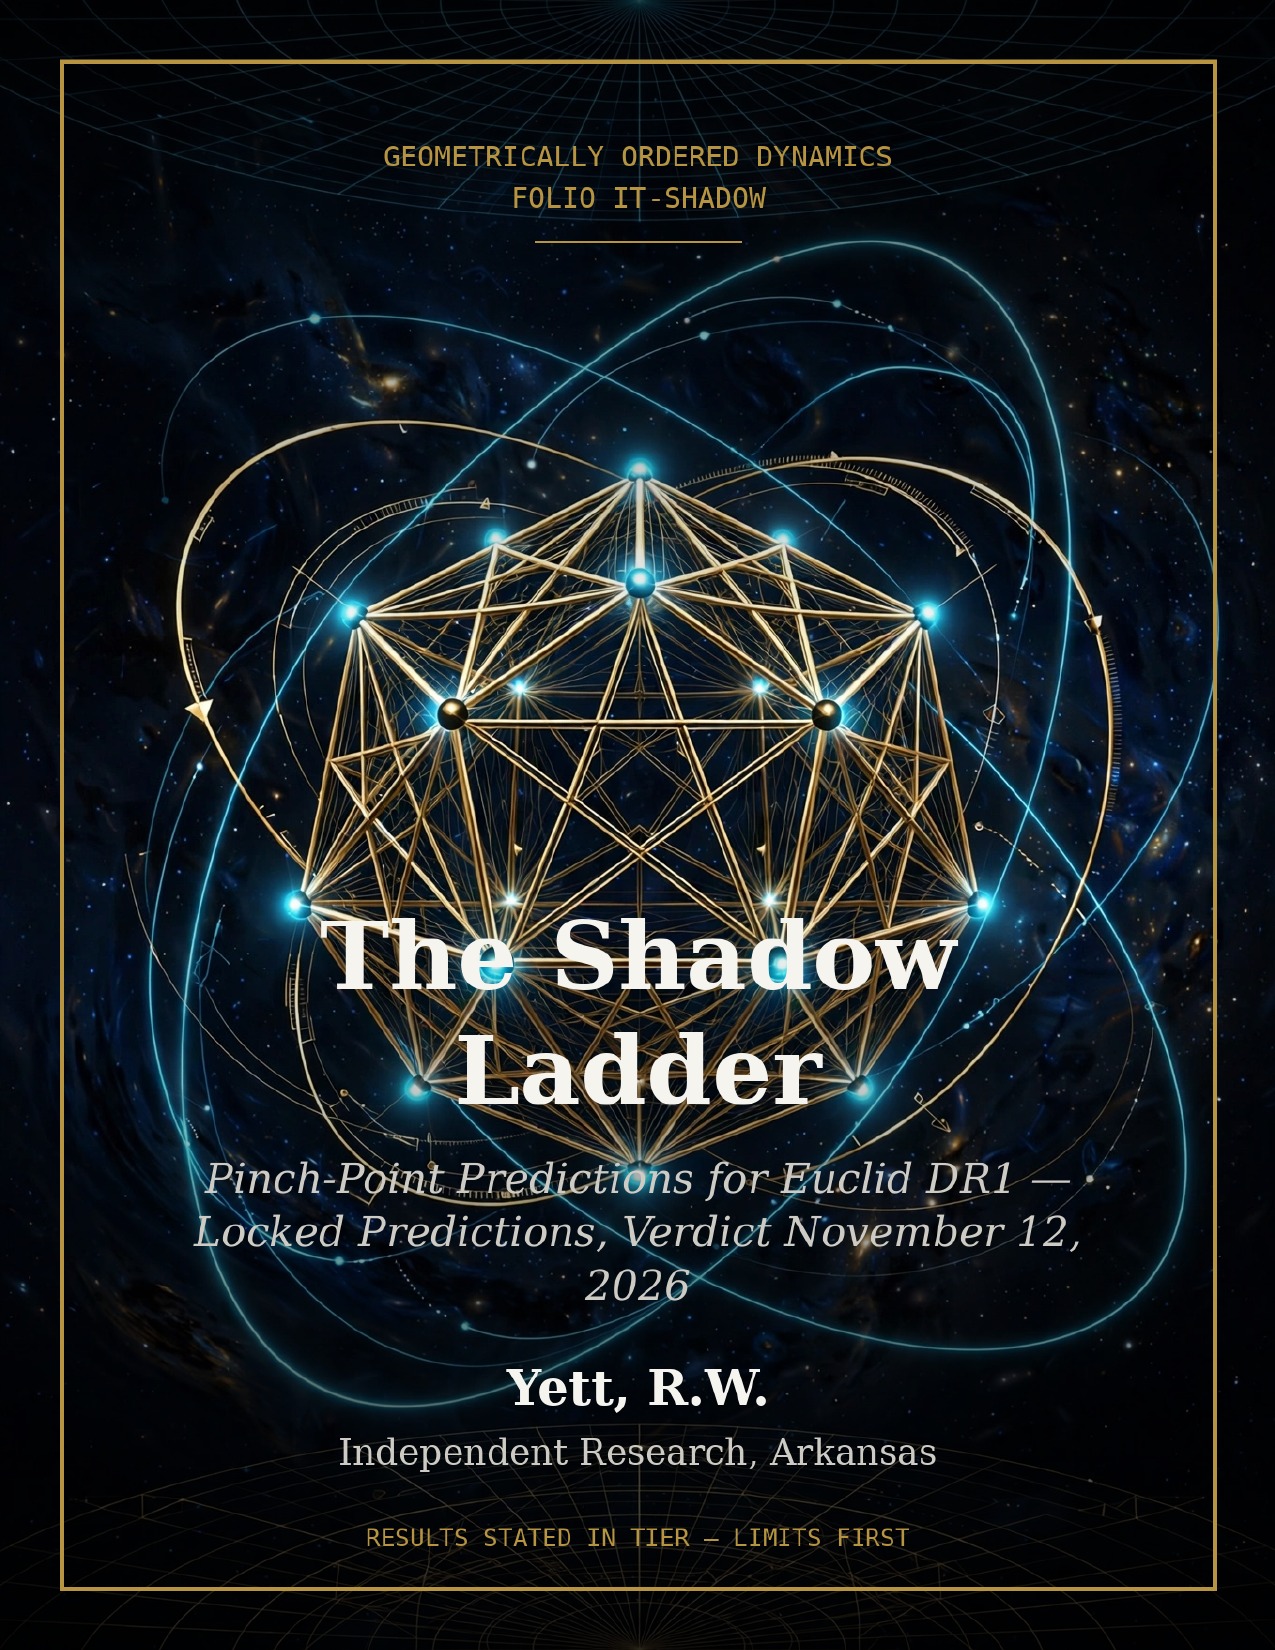 GEOMETRICALLY ORDERED DYNAMICS
FOLIO IT-SHADOW
The Shadow
Ladder
Pinch-Point Predictions for Euclid DR1 —
Locked Predictions, Verdict November 12,
2026
Yett, R.W.
Independent Research, Arkansas
RESULTS STATED IN TIER — LIMITS FIRST